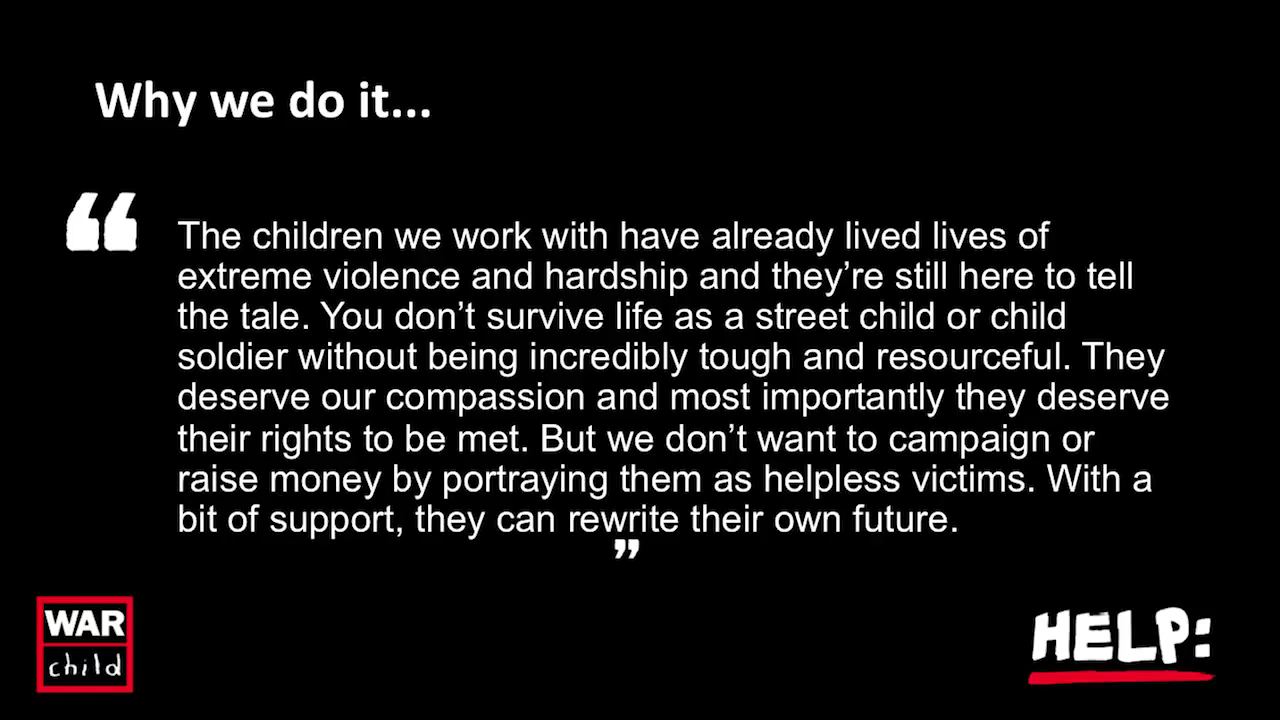 Why we do it...
“
The children we work with have already lived lives of
extreme violence and hardship and they’re still here to tell
the tale. You don’t survive life as a street child or child
soldier without being incredibly tough and resourceful. They
deserve our compassion and most importantly they deserve
their rights to be met. But we don’t want to campaign or
raise money by portraying them as helpless victims. With a
bit of support, they can rewrite their own future.
”
WAR
child
HELP: